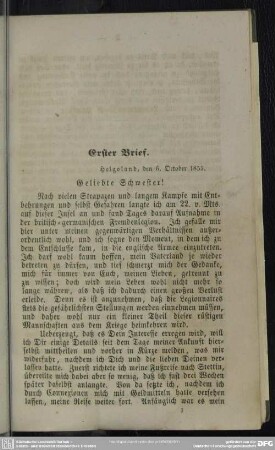 Erster Brief.
Helgoland, den 6. October 1855.
Geliebte Schwester!
Nach vielen Strapazen und langem Kampfe mit Ent-
behrungen und selbst Gefahren langte ich am 22. v. Mts.
auf dieser Insel an und fand Tages darauf Aufnahme in
der britisch-germanischen Fremdenlegion. Ich gefalle mir
hier unter meinen gegenwärtigen Verhältnissen außer-
ordentlich wohl, und ich segne den Moment, in dem ich zu
dem Entschlusse kam, in die englische Armee einzutreten.
Ich darf wohl kaum hoffen, mein Vaterland je wieder
betreten zu dürfen, und tief schmerzt mich der Gedanke,
mich für immer von Euch, meinen Lieben, getrennt zu
zu wissen; doch wird mein Leben wohl nicht mehr so
lange währen, als daß ich dadurch einen großen Verlust
erleide. Denn es ist anzunehmen, daß die Legionnaires
stets die gefährlichsten Stellungen werden einnehmen müssen,
und daher wohl nur ein kleiner Theil dieser rüstigen
Mannschaften aus dem Kriege heimkehren wird.
Ueberzeugt, daß es Dein Interesse erregen wird, will
ich Dir einige Details seit dem Tage meiner Ankunft hier-
selbst mittheilen und vorher in Kürze melden, was mir
widerfuhr, nachdem ich Dich und die lieben Deinen ver-
lassen hatte. Zuerst richtete ich meine Fußreise nach Stettin,
übereilte mich dabei aber so wenig, daß ich fast drei Wochen
später daselbst anlangte. Von da setzte ich, nachdem ich
durch Connexionen mich mit Geldmitteln hatte versehen
lassen, meine Reise weiter fort. Anfänglich war es mein